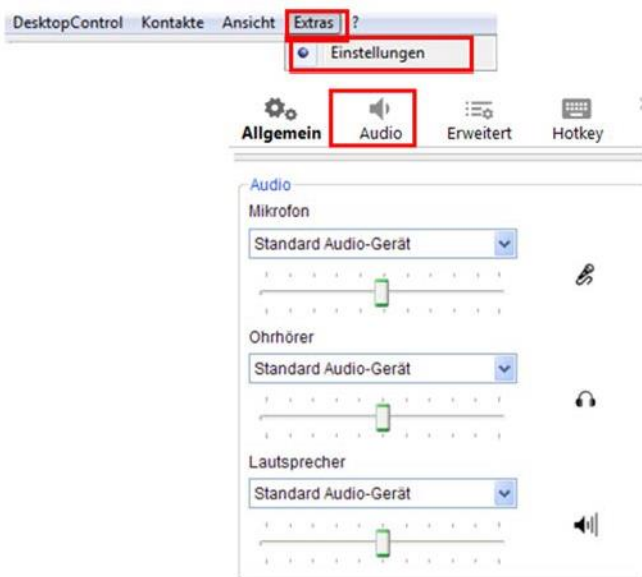 DesktopControl Kontakte Ansicht Extras ?
Einstellungen
Allgemein Audio Erweitert Hotkey
Audio
Mikrofon
Standard Audio-Gerät
Ohrhörer
Standard Audio-Gerät
Lautsprecher
Standard Audio-Gerät